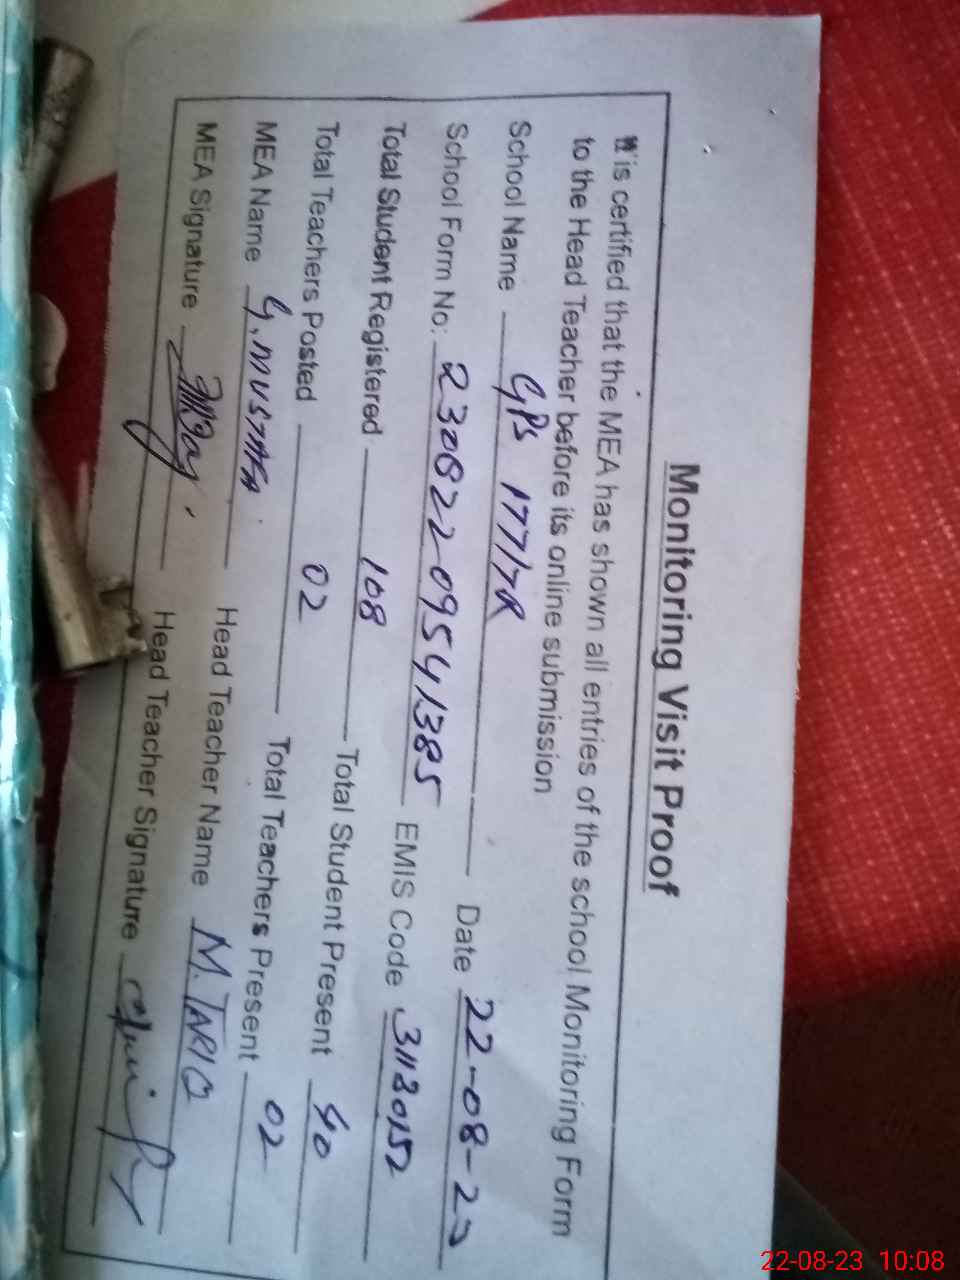 Monitoring Visit Proof
It is certified that the MEA has shown all entries of the school Monitoring Form
to the Head Teacher before its online submission
School Name GPS 177/7R Date 22-08-23
School Form No: 230822-09541385 EMIS Code 31130152
Total Student Registered 108 Total Student Present 40
Total Teachers Posted 02 Total Teachers Present 02
MEA Name G. MUSTAFA Head Teacher Name M. TARIQ
MEA Signature Head Teacher Signature
22-08-23 10:08